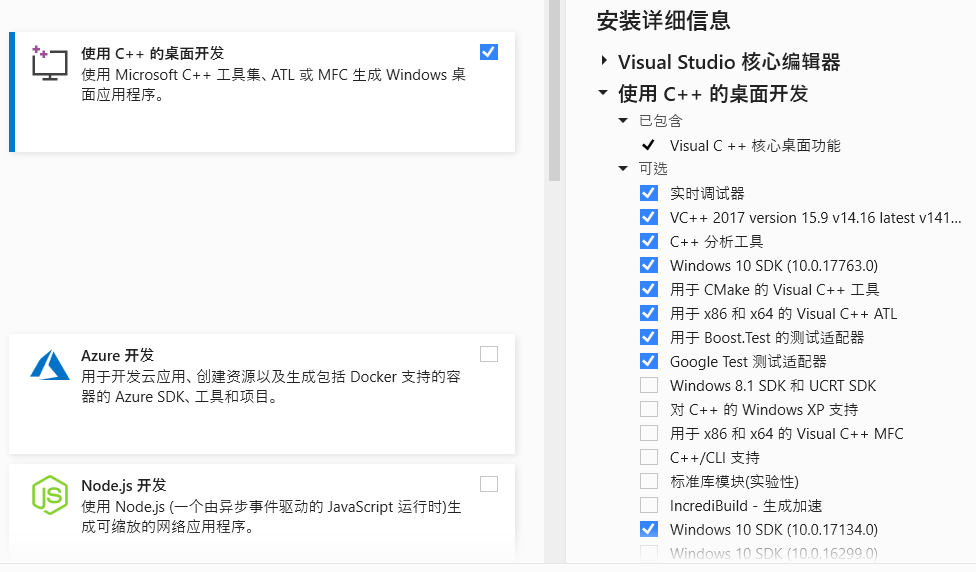 使用 C++ 的桌面开发
使用 Microsoft C++ 工具集、ATL 或 MFC 生成 Windows 桌
面应用程序。
Azure 开发
用于开发云应用、创建资源以及生成包括 Docker 支持的容
器的 Azure SDK、工具和项目。
Node.js 开发
使用 Node.js (一个由异步事件驱动的 JavaScript 运行时)生
成可缩放的网络应用程序。
安装详细信息
Visual Studio 核心编辑器
使用 C++ 的桌面开发
已包含
Visual C ++ 核心桌面功能
可选
实时调试器
VC++ 2017 version 15.9 v14.16 latest v141...
C++ 分析工具
Windows 10 SDK (10.0.17763.0)
用于 CMake 的 Visual C++ 工具
用于 x86 和 x64 的 Visual C++ ATL
用于 Boost.Test 的测试适配器
Google Test 测试适配器
Windows 8.1 SDK 和 UCRT SDK
对 C++ 的 Windows XP 支持
用于 x86 和 x64 的 Visual C++ MFC
C++/CLI 支持
标准库模块(实验性)
IncrediBuild - 生成加速
Windows 10 SDK (10.0.17134.0)
Windows 10 SDK (10.0.16299.0)